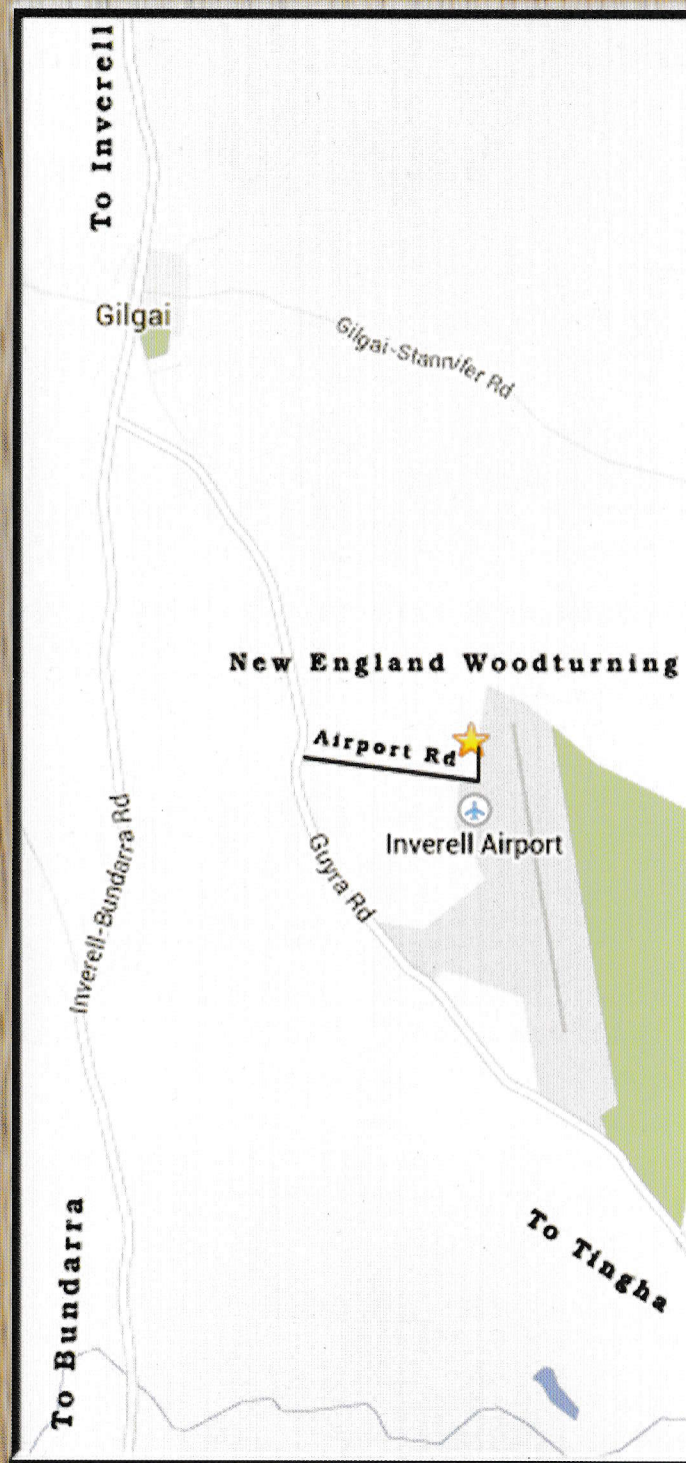 To Inverell
Gilgai
Gilgai-Stannifer Rd
New England Woodturning
Airport Rd
Inverell Airport
Guyra Rd
Inverell-Bundarra Rd
To Tingha
To Bundarra